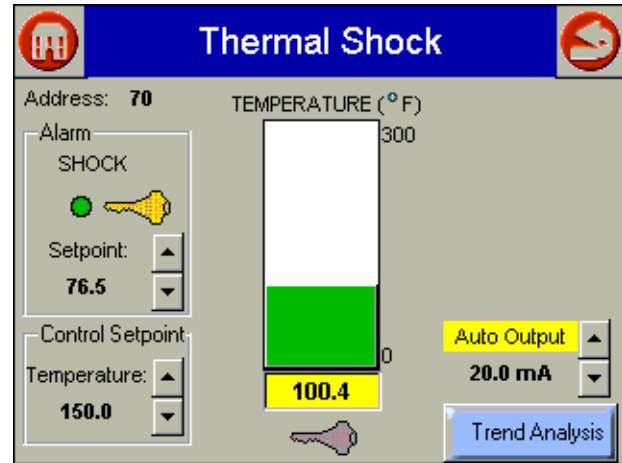 Thermal Shock
Address: 70
TEMPERATURE (°F)
Alarm
SHOCK
Setpoint:
76.5
300
0
100.4
Control Setpoint
Temperature:
150.0
Auto Output
20.0 mA
Trend Analysis